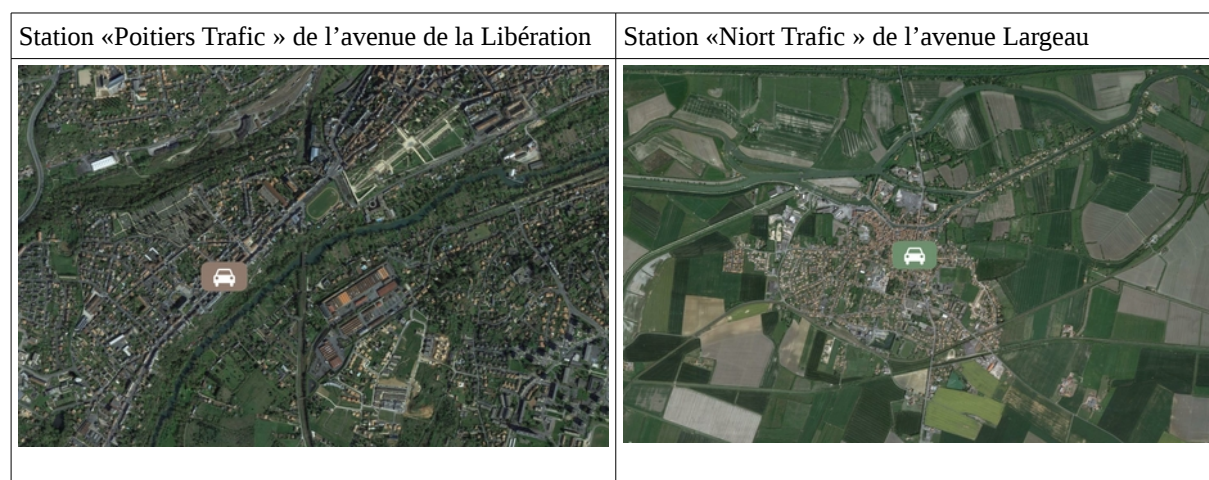 Station «Poitiers Trafic » de l’avenue de la Libération
Station «Niort Trafic » de l’avenue Largeau